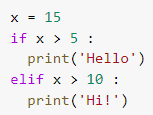 x = 15
if x > 5 :
  print('Hello')
elif x > 10 :
  print('Hi!')